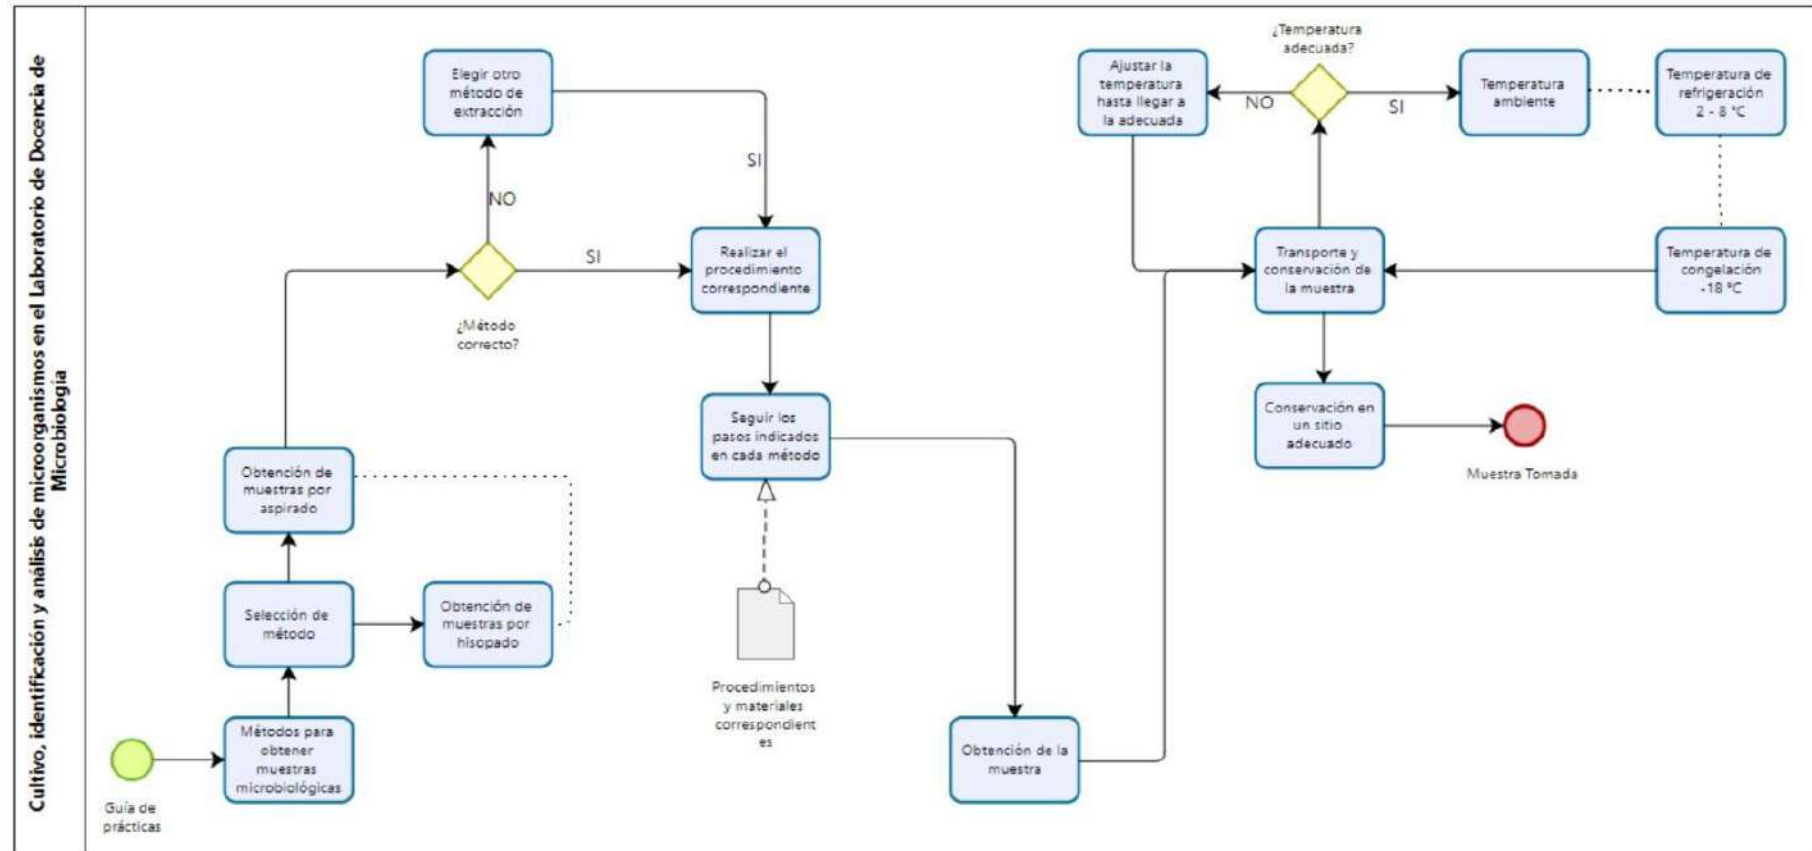 Cultivo, identificación y análisis de microorganismos en el Laboratorio de Docencia de
Microbiología
Guía de
prácticas
Métodos para
obtener
muestras
microbiológicas
Selección de
método
Obtención de
muestras por
hisopado
Obtención de
muestras por
aspirado
¿Método
correcto?
NO
SI
Elegir otro
método de
extracción
SI
Realizar el
procedimiento
correspondiente
Seguir los
pasos indicados
en cada método
Procedimientos
y materiales
correspondient
es
Obtención de la
muestra
Transporte y
conservación de
la muestra
¿Temperatura
adecuada?
NO
SI
Ajustar la
temperatura
hasta llegar a
la adecuada
Temperatura
ambiente
Temperatura de
refrigeración
2 - 8 °C
Temperatura de
congelación
-18 °C
Conservación en
un sitio
adecuado
Muestra Tomada